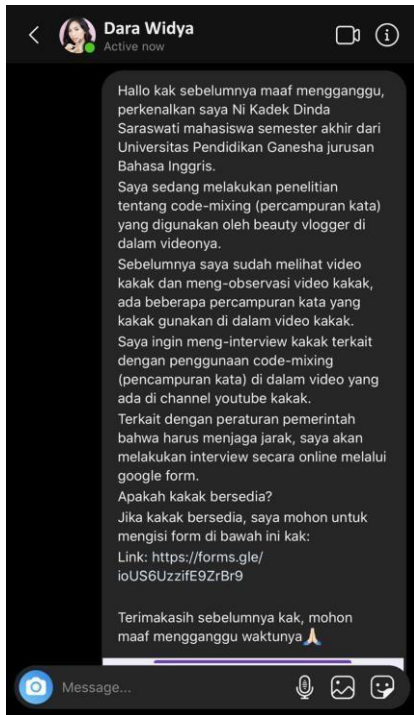 Dara Widya
Active now
Hallo kak sebelumnya maaf mengganggu,
perkenalkan saya Ni Kadek Dinda
Saraswati mahasiswa semester akhir dari
Universitas Pendidikan Ganesha jurusan
Bahasa Inggris.
Saya sedang melakukan penelitian
tentang code-mixing (percampuran kata)
yang digunakan oleh beauty vlogger di
dalam videonya.
Sebelumnya saya sudah melihat video
kakak dan meng-observasi video kakak,
ada beberapa percampuran kata yang
kakak gunakan di dalam video kakak.
Saya ingin meng-interview kakak terkait
dengan penggunaan code-mixing
(pencampuran kata) di dalam video yang
ada di channel youtube kakak.
Terkait dengan peraturan pemerintah
bahwa harus menjaga jarak, saya akan
melakukan interview secara online melalui
google form.
Apakah kakak bersedia?
Jika kakak bersedia, saya mohon untuk
mengisi form di bawah ini kak:
Link: https://forms.gle/
ioUS6UzzifE9ZrBr9
Terimakasih sebelumnya kak, mohon
maaf mengganggu waktunya🙏🏻
Message...